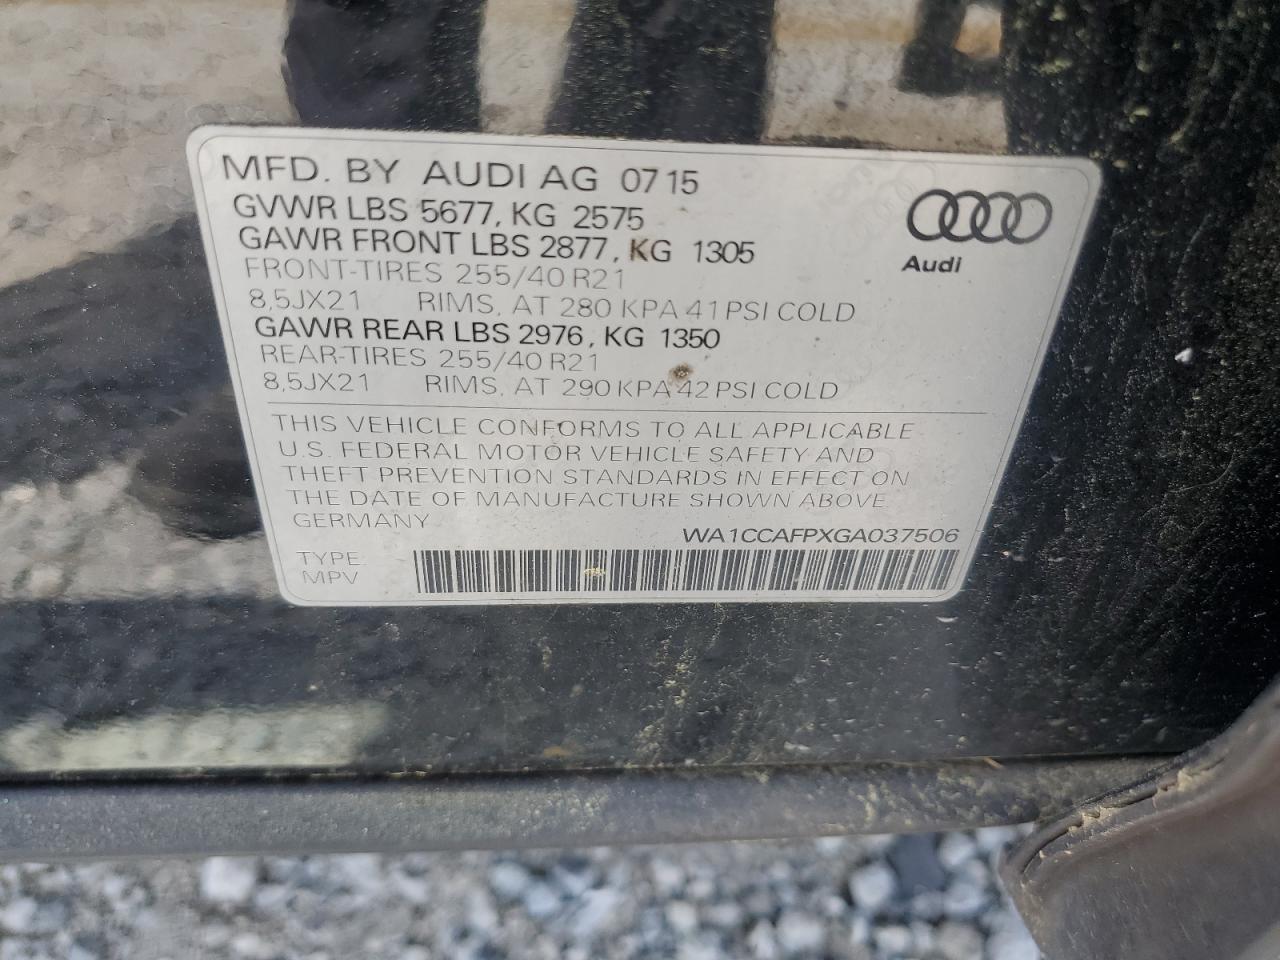 MFD. BY AUDI AG 07 15
GVWR LBS 5677, KG 2575
GAWR FRONT LBS 2877, KG 1305
FRONT-TIRES 255/40 R21
8,5JX21 RIMS, AT 280 KPA 41 PSI COLD
GAWR REAR LBS 2976, KG 1350
REAR-TIRES 255/40 R21
8,5JX21 RIMS, AT 290 KPA 42 PSI COLD
Audi
THIS VEHICLE CONFORMS TO ALL APPLICABLE
U.S. FEDERAL MOTOR VEHICLE SAFETY AND
THEFT PREVENTION STANDARDS IN EFFECT ON
THE DATE OF MANUFACTURE SHOWN ABOVE
GERMANY
WA1CCAFPXGA037506
TYPE:
MPV